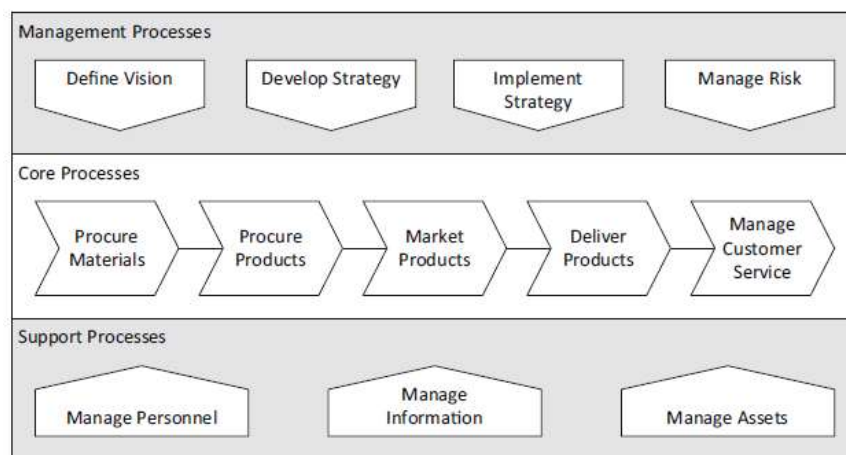 Management Processes
Define Vision
Develop Strategy
Implement
Strategy
Manage Risk
Core Processes
Procure
Materials
Procure
Products
Market
Products
Deliver
Products
Manage
Customer
Service
Support Processes
Manage Personnel
Manage
Information
Manage Assets